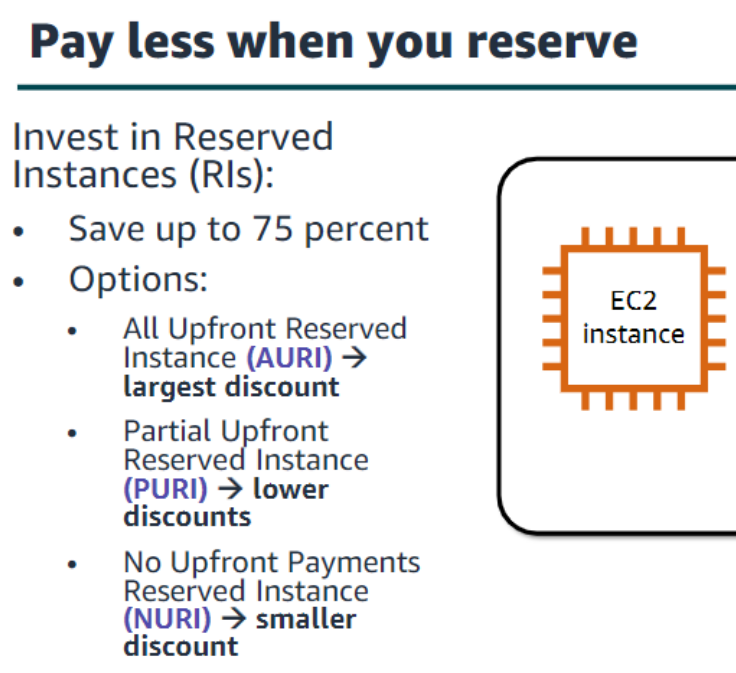 Pay less when you reserve
Invest in Reserved
Instances (RIs):
• Save up to 75 percent
• Options:
• All Upfront Reserved
Instance (AURI) →
largest discount
• Partial Upfront
Reserved Instance
(PURI) → lower
discounts
• No Upfront Payments
Reserved Instance
(NURI) → smaller
discount
EC2
instance